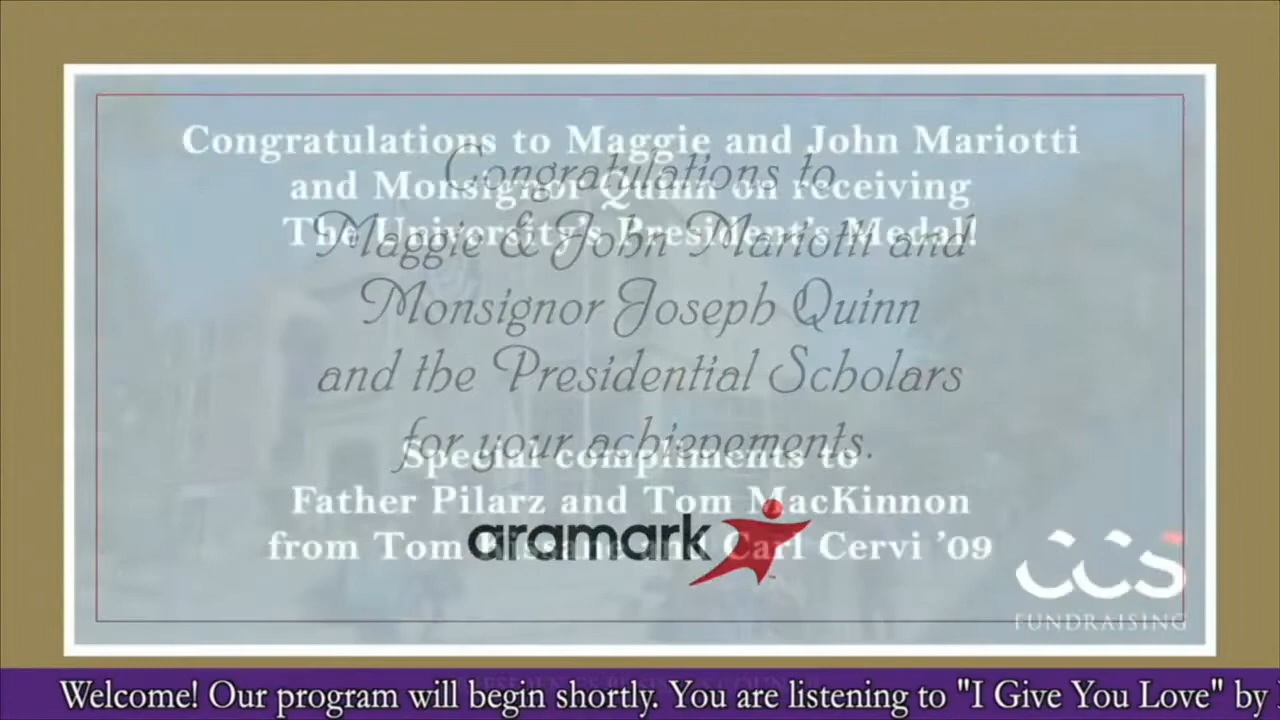 Congratulations to Maggie and John Mariotti
and Monsignor Quinn on receiving
The University's President's Medal!
Special compliments to
Father Pilarz and Tom MacKinnon
from Tom Kissane and Carl Cervi '09
CCS
FUNDRAISING
Congratulations to
Maggie & John Mariotti and
Monsignor Joseph Quinn
and the Presidential Scholars
for your achievements.
aramark
Welcome! Our program will begin shortly. You are listening to "I Give You Love" by